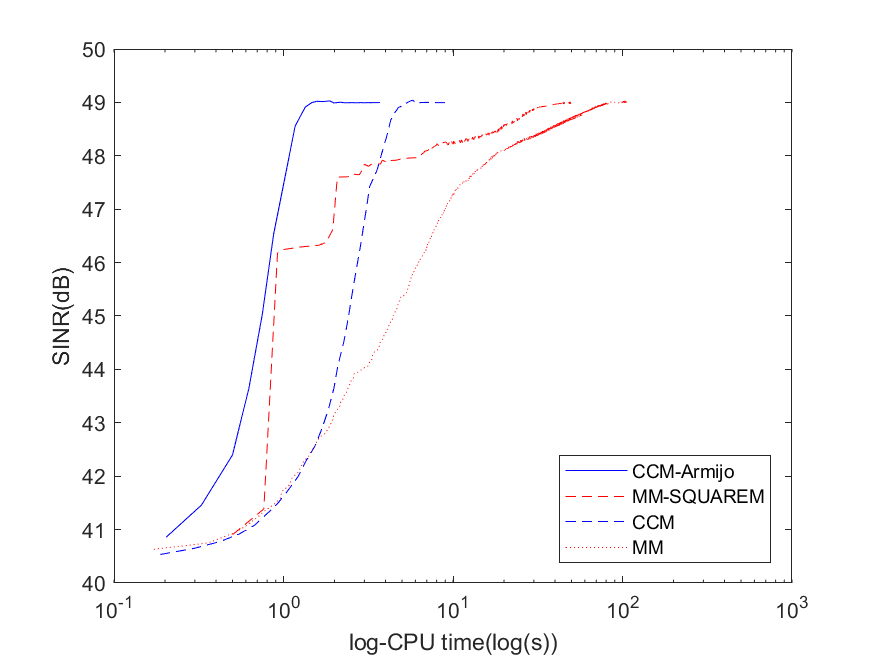 50
49
48
47
46
45
44
43
42
41
40
SINR(dB)
10^-1
10^0
10^1
10^2
10^3
log-CPU time(log(s))
CCM-Armijo
MM-SQUAREM
CCM
MM